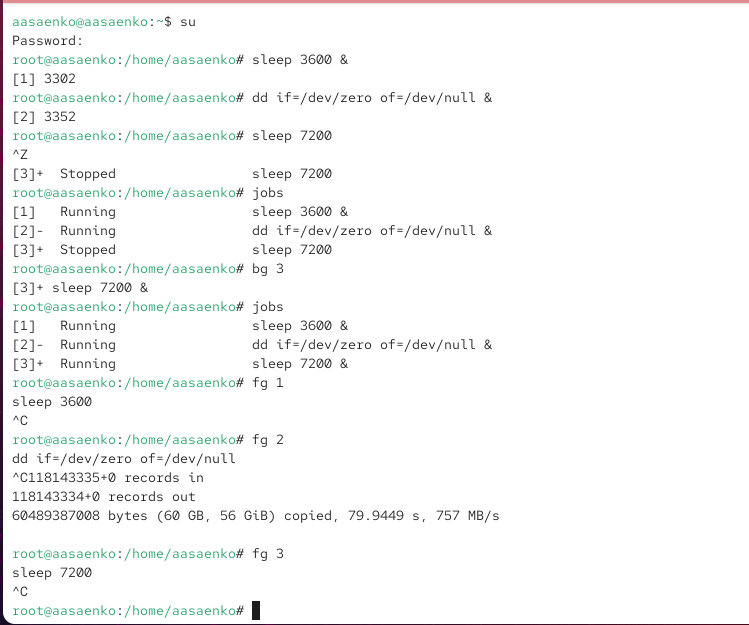 aasaenko@aasaenko:~$ su
Password:
root@aasaenko:/home/aasaenko# sleep 3600 &
[1] 3302
root@aasaenko:/home/aasaenko# dd if=/dev/zero of=/dev/null &
[2] 3352
root@aasaenko:/home/aasaenko# sleep 7200
^Z
[3]+  Stopped                 sleep 7200
root@aasaenko:/home/aasaenko# jobs
[1]   Running                 sleep 3600 &
[2]-  Running                 dd if=/dev/zero of=/dev/null &
[3]+  Stopped                 sleep 7200
root@aasaenko:/home/aasaenko# bg 3
[3]+ sleep 7200 &
root@aasaenko:/home/aasaenko# jobs
[1]   Running                 sleep 3600 &
[2]-  Running                 dd if=/dev/zero of=/dev/null &
[3]+  Running                 sleep 7200 &
root@aasaenko:/home/aasaenko# fg 1
sleep 3600
^C
root@aasaenko:/home/aasaenko# fg 2
dd if=/dev/zero of=/dev/null
^C118143335+0 records in
118143334+0 records out
60489387008 bytes (60 GB, 56 GiB) copied, 79.9449 s, 757 MB/s
root@aasaenko:/home/aasaenko# fg 3
sleep 7200
^C
root@aasaenko:/home/aasaenko#